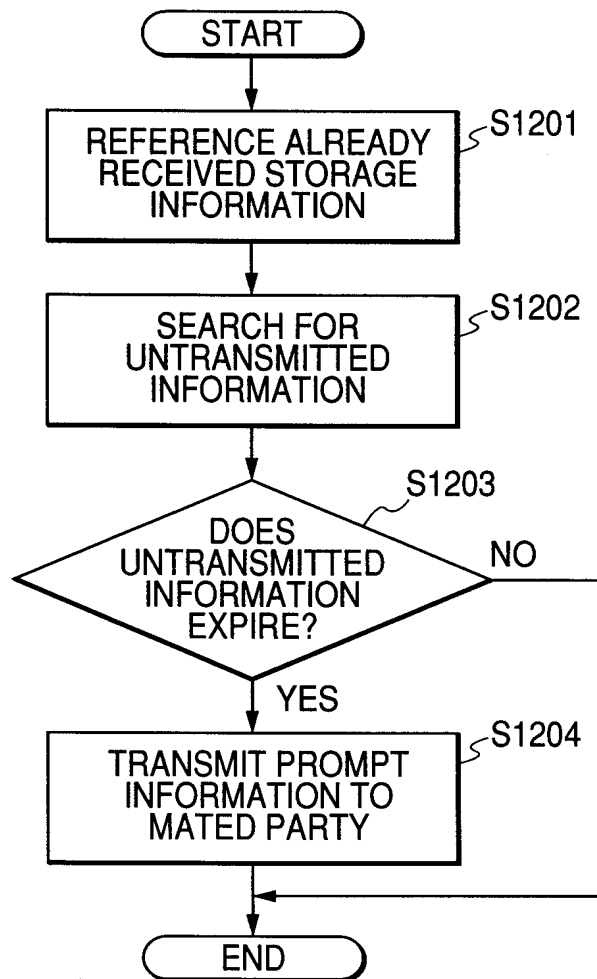 START
REFERENCE ALREADY
RECEIVED STORAGE
INFORMATION
S1201
SEARCH FOR
UNTRANSMITTED
INFORMATION
S1202
DOES
UNTRANSMITTED
INFORMATION
EXPIRE?
S1203
NO
YES
TRANSMIT PROMPT
INFORMATION TO
MATED PARTY
S1204
END